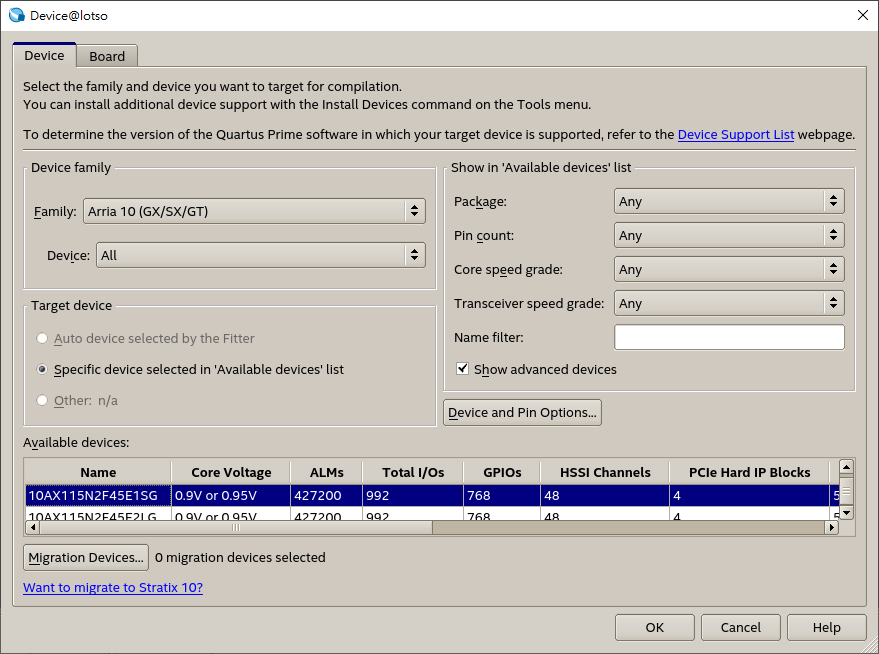 Device@lotso
Device
Board
Select the family and device you want to target for compilation.
You can install additional device support with the Install Devices command on the Tools menu.
To determine the version of the Quartus Prime software in which your target device is supported, refer to the Device Support List webpage.
Device family
Family: Arria 10 (GX/SX/GT)
Device: All
Target device
Auto device selected by the Fitter
Specific device selected in 'Available devices' list
Other: n/a
Show in 'Available devices' list
Package: Any
Pin count: Any
Core speed grade: Any
Transceiver speed grade: Any
Name filter:
Show advanced devices
Device and Pin Options...
Available devices:
Name Core Voltage ALMs Total I/Os GPIOs HSSI Channels PCIe Hard IP Blocks
10AX115N2F45E1SG 0.9V or 0.95V 427200 992 768 48 4
10AX115N2F45E2LG 0.9V or 0.95V 427200 992 768 48 4
Migration Devices... 0 migration devices selected
Want to migrate to Stratix 10?
OK Cancel Help